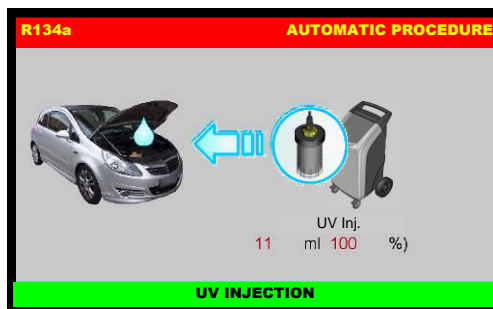 R134a AUTOMATIC PROCEDURE
UV Inj.
11 ml 100 %)
UV INJECTION